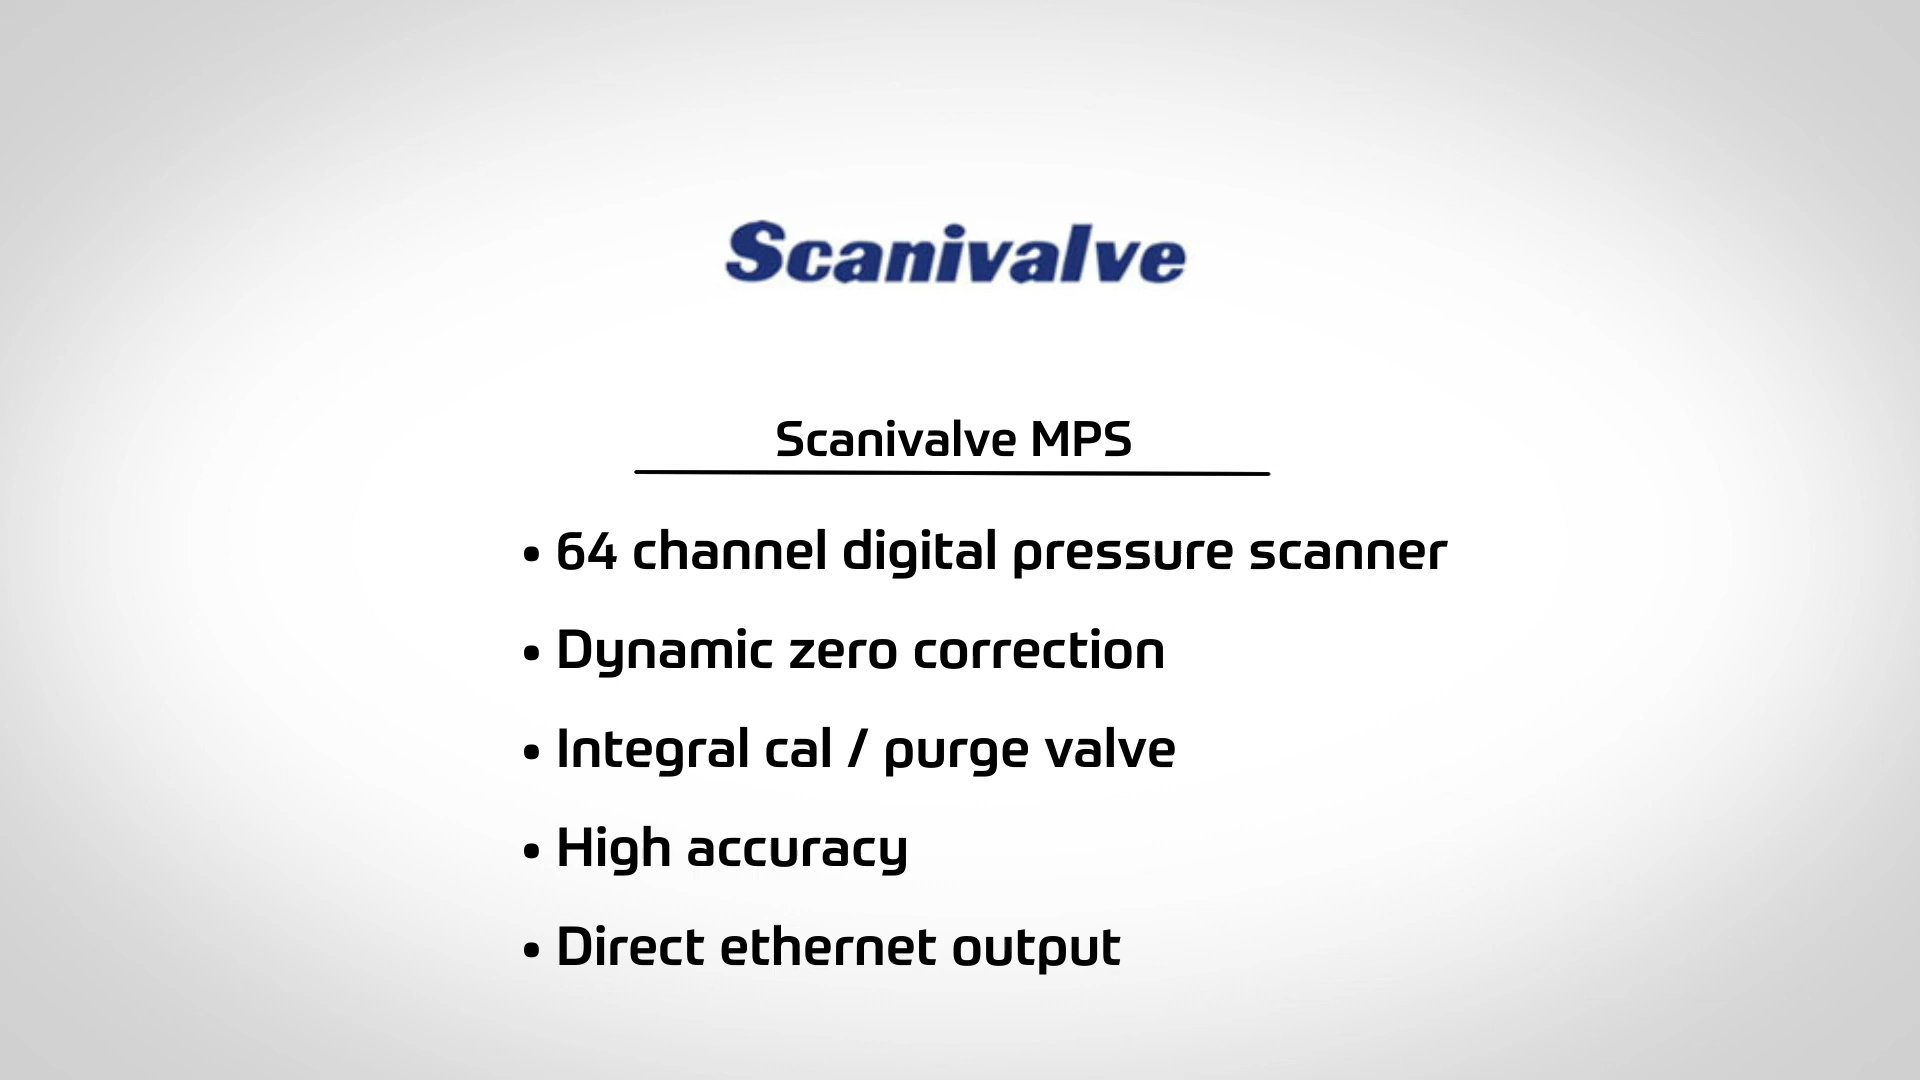 Scanivalve
Scanivalve MPS
• 64 channel digital pressure scanner
• Dynamic zero correction
• Integral cal / purge valve
• High accuracy
• Direct ethernet output